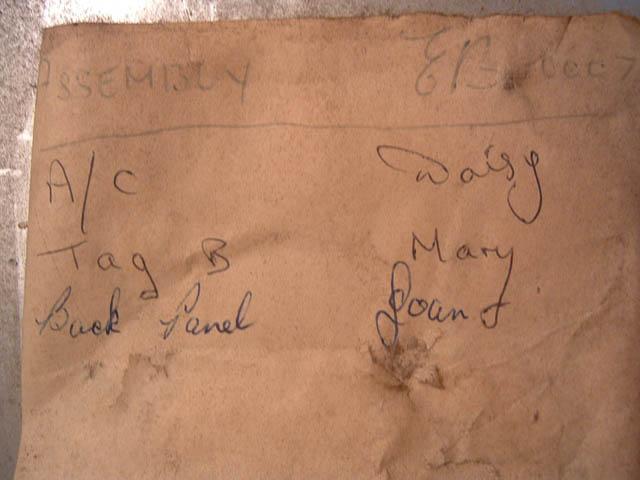 ASSEMBLY
A/C Daisy
Tag B Mary
Back Panel Joan J